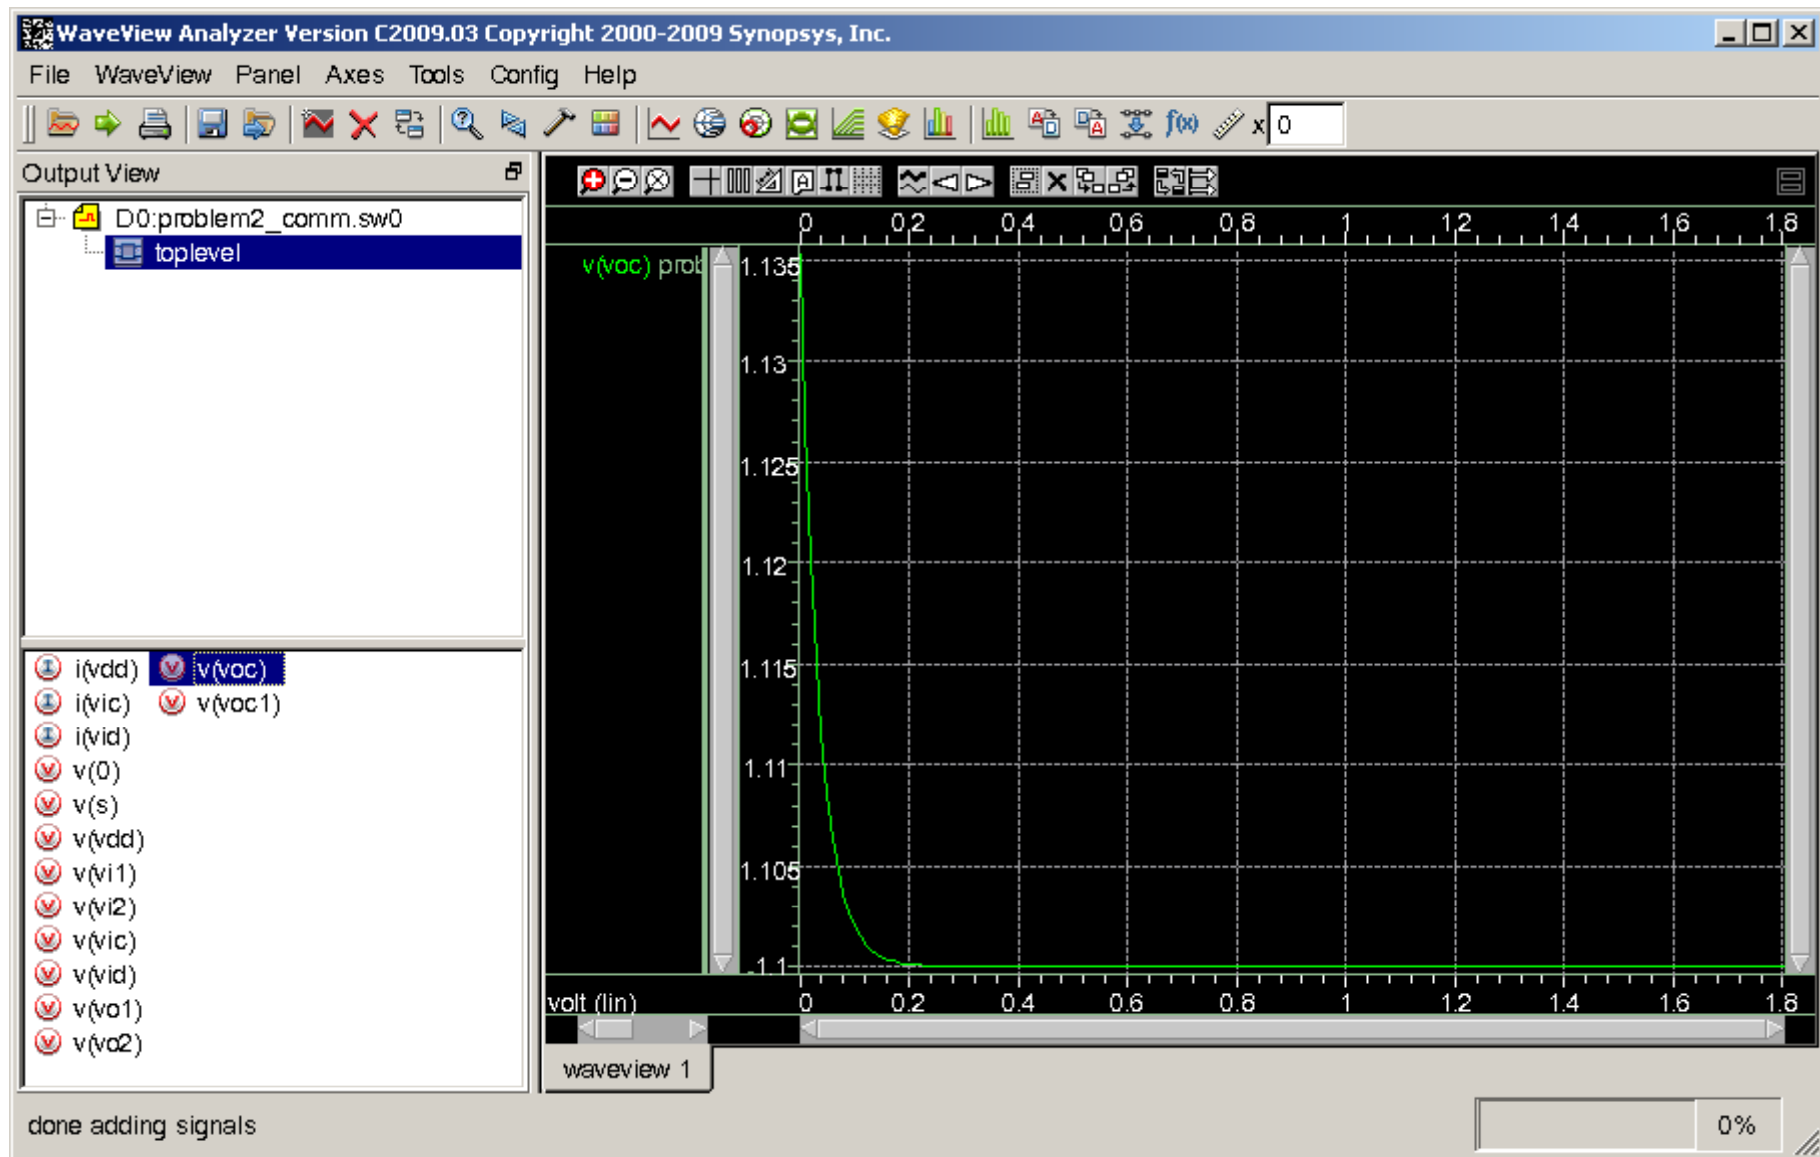 WaveView Analyzer Version C2009.03 Copyright 2000-2009 Synopsys, Inc.
File WaveView Panel Axes Tools Config Help
x 0
Output View
D0:problem2_comm.sw0
toplevel
i(vdd) v(voc)
i(vic) v(voc1)
i(vid)
v(0)
v(s)
v(vdd)
v(vi1)
v(vi2)
v(vic)
v(vid)
v(vo1)
v(vo2)
0 0.2 0.4 0.6 0.8 1 1.2 1.4 1.6 1.8
v(voc) prob
1.135
1.13
1.125
1.12
1.115
1.11
1.105
1.1
volt (lin) 0 0.2 0.4 0.6 0.8 1 1.2 1.4 1.6 1.8
waveview 1
done adding signals 0%